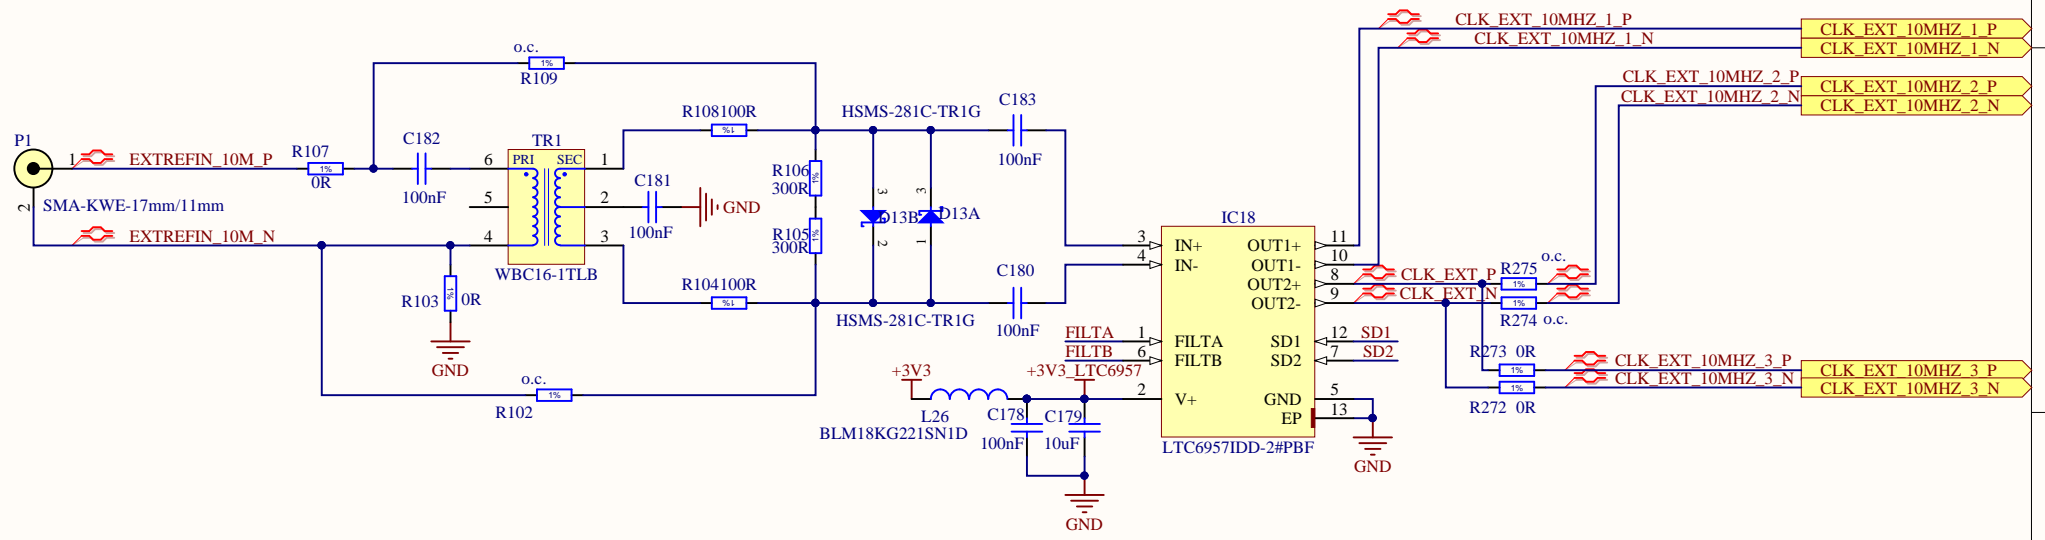 CLK_EXT_10MHZ_1_P
CLK_EXT_10MHZ_1_P
CLK_EXT_10MHZ_1_N
CLK_EXT_10MHZ_1_N
o.c.
1%
R109
CLK_EXT_10MHZ_2_P
CLK_EXT_10MHZ_2_P
CLK_EXT_10MHZ_2_N
CLK_EXT_10MHZ_2_N
R108100R
1%
HSMS-281C-TR1G
C183
100nF
P1
1
2
EXTREFIN_10M_P
R107
1%
0R
C182
100nF
TR1
PRI SEC
6
5
4
1
2
3
WBC16-1TLB
SMA-KWE-17mm/11mm
EXTREFIN_10M_N
C181
100nF
GND
R106
300R
1%
R105
300R
1%
3
D13B
2
3
D13A
1
R103
1%
0R
GND
R104100R
1%
HSMS-281C-TR1G
C180
100nF
o.c.
1%
R102
IC18
3 IN+
4 IN-
1 FILTA
6 FILTB
2 V+
OUT1+ 11
OUT1- 10
OUT2+ 8
OUT2- 9
SD1 12
SD2 7
GND 5
EP 13
LTC6957IDD-2#PBF
FILTA
FILTB
SD1
SD2
GND
+3V3
+3V3_LTC6957
L26
BLM18KG221SN1D
C178
100nF
C179
10uF
GND
CLK_EXT_P
CLK_EXT_N
R275
o.c.
1%
1%
R274
o.c.
R273 0R
1%
CLK_EXT_10MHZ_3_P
CLK_EXT_10MHZ_3_P
1%
CLK_EXT_10MHZ_3_N
CLK_EXT_10MHZ_3_N
R272 0R